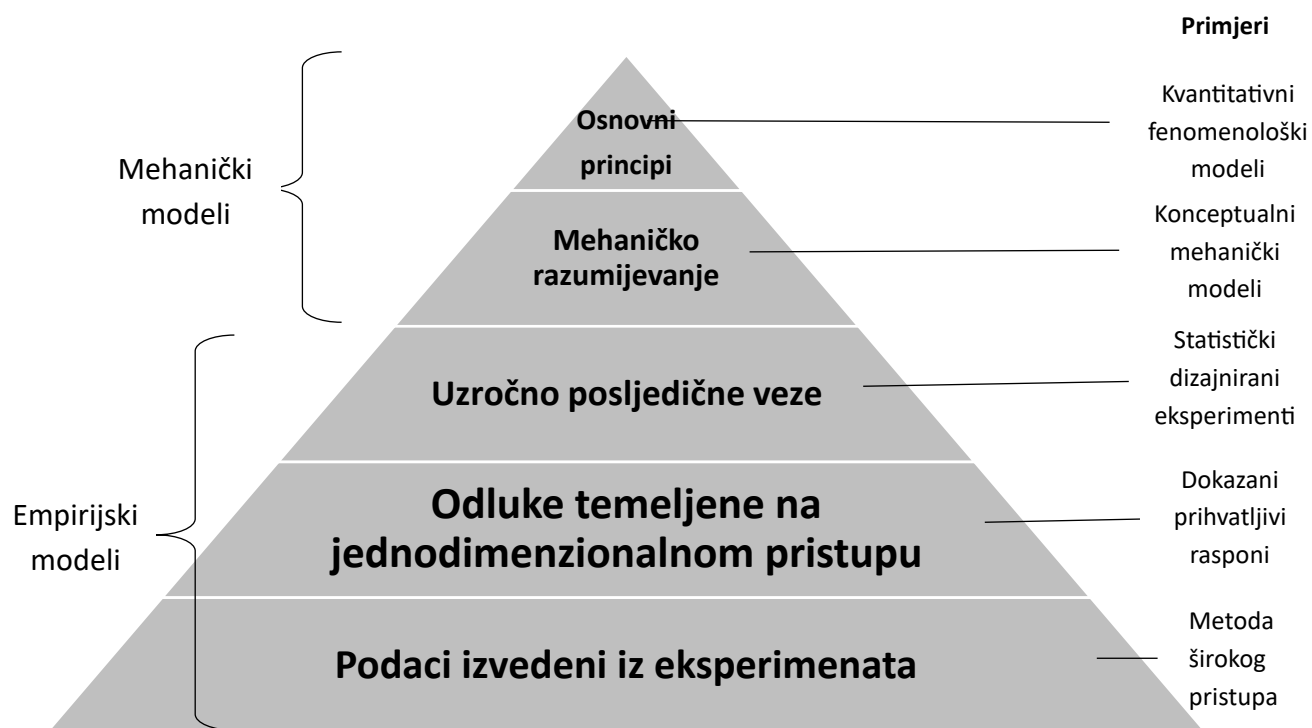 Primjeri
Osnovni
principi
Kvantitativni
fenomenološki
modeli
Mehanički
modeli
Mehaničko
razumijevanje
Konceptualni
mehanički
modeli
Uzročno posljedične veze
Statistički
dizajnirani
eksperimenti
Empirijski
modeli
Odluke temeljene na
jednodimenzionalnom pristupu
Dokazani
prihvatljivi
rasponi
Podaci izvedeni iz eksperimenata
Metoda
širokog
pristupa